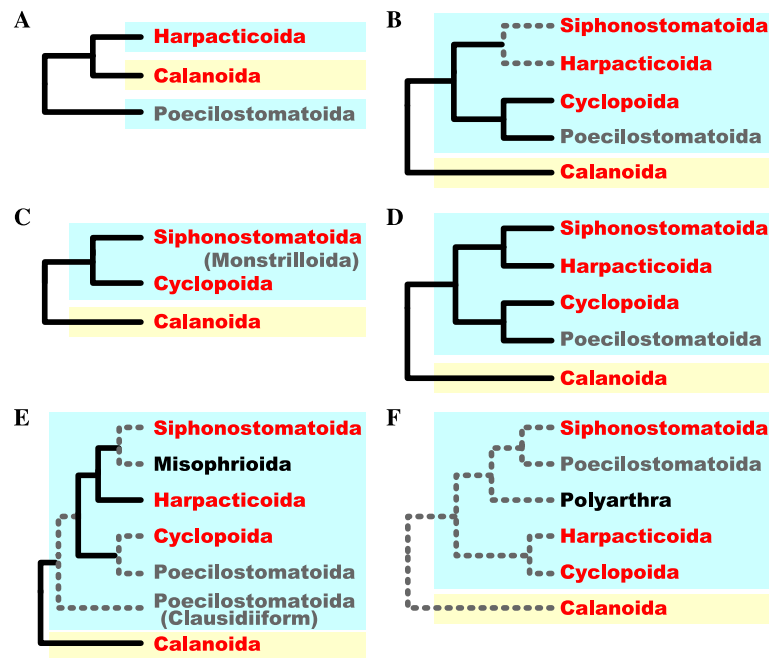 A
Harpacticoida
Calanoida
Poecilostomatoida
B
Siphonostomatoida
Harpacticoida
Cyclopoida
Poecilostomatoida
Calanoida
C
Siphonostomatoida
(Monstrilloida)
Cyclopoida
Calanoida
D
Siphonostomatoida
Harpacticoida
Cyclopoida
Poecilostomatoida
Calanoida
E
Siphonostomatoida
Misophrioida
Harpacticoida
Cyclopoida
Poecilostomatoida
Poecilostomatoida
(Clausidiiform)
Calanoida
F
Siphonostomatoida
Poecilostomatoida
Polyarthra
Harpacticoida
Cyclopoida
Calanoida